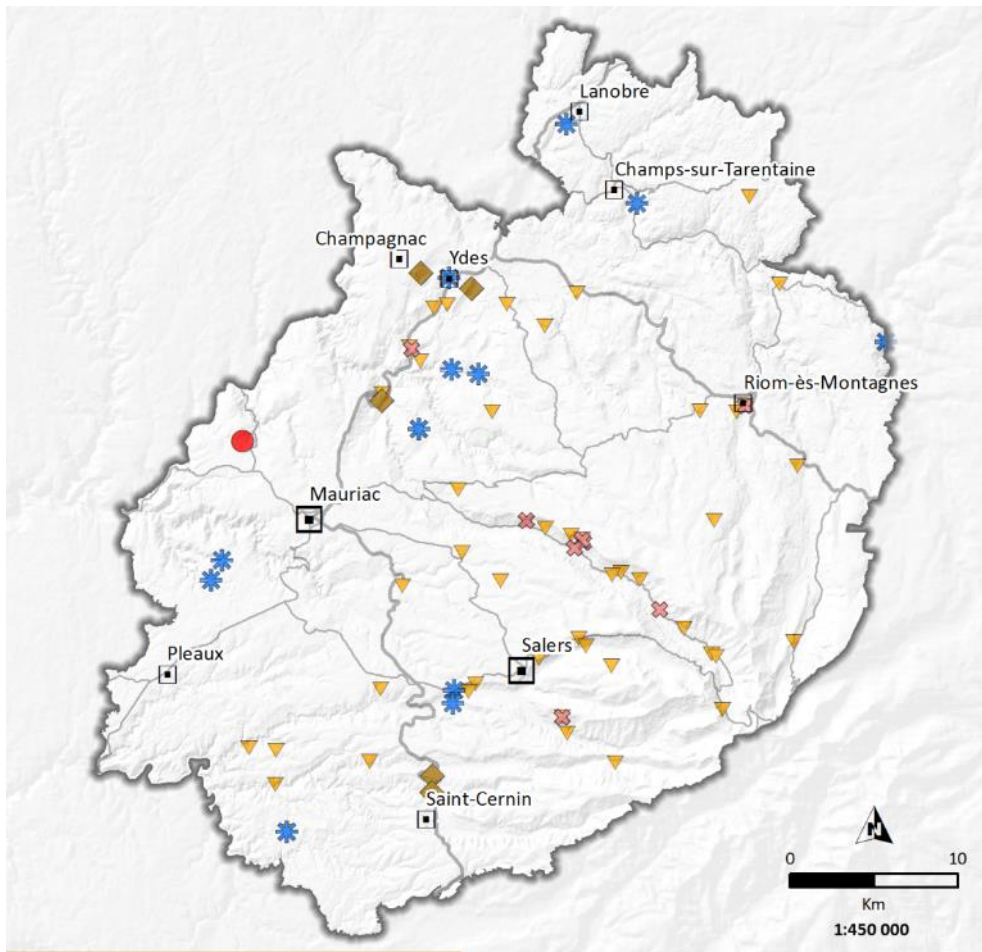 Lanobre
Champs-sur-Tarentaine
Champagnac
Ydes
Riom-ès-Montagnes
Mauriac
Salers
Pleaux
Saint-Cernin
N
0 10
Km
1:450 000